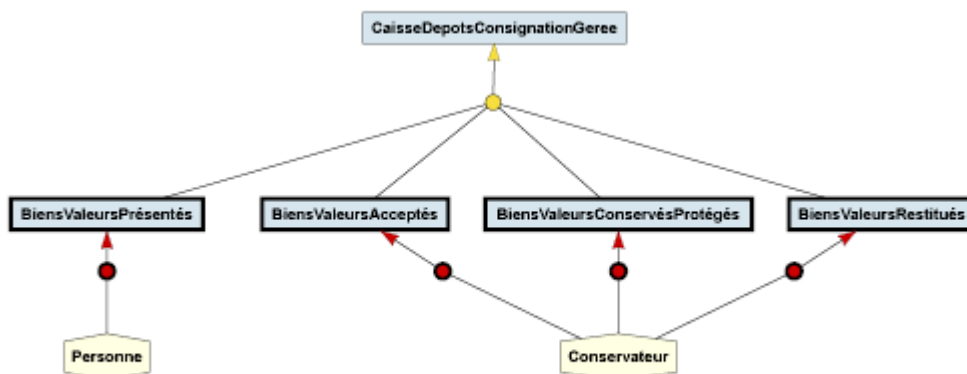 CaisseDepotsConsignationGeree
BiensValeursPrésentés
BiensValeursAcceptés
BiensValeursConservésProtégés
BiensValeursRestitués
Personne
Conservateur